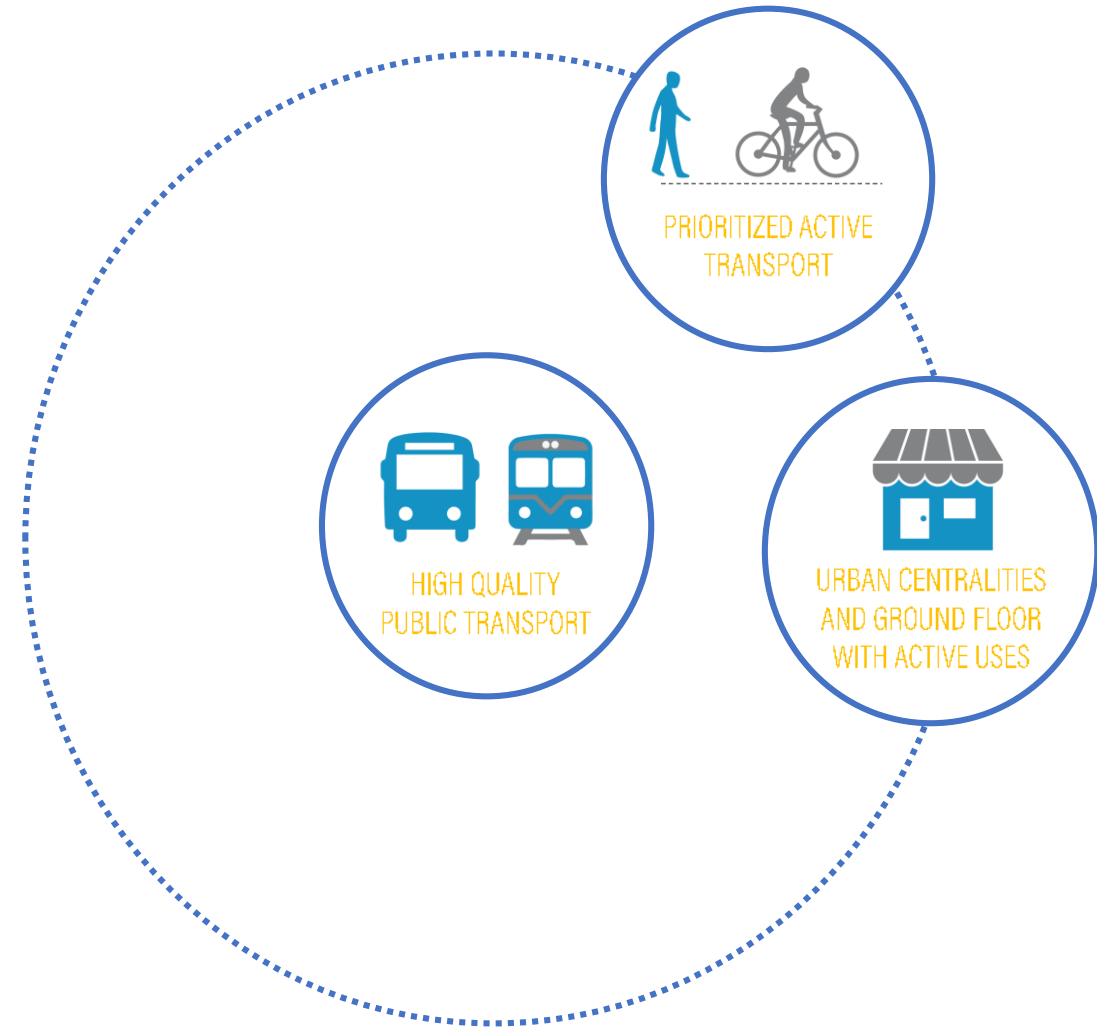 PRIORITIZED ACTIVE
TRANSPORT
HIGH QUALITY
PUBLIC TRANSPORT
URBAN CENTRALITIES
AND GROUND FLOOR
WITH ACTIVE USES